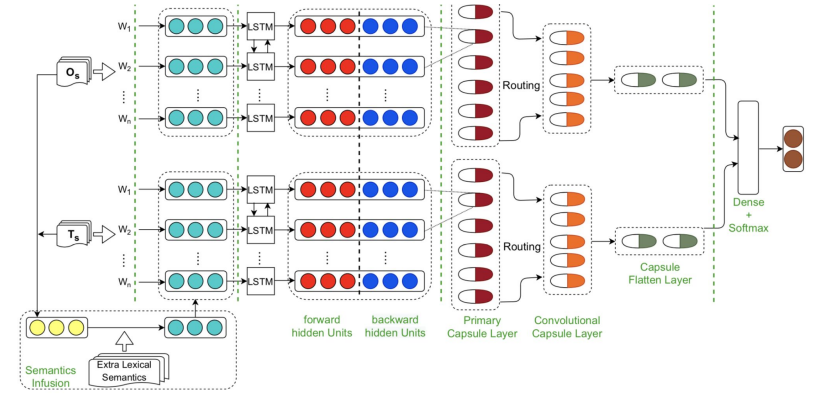 W1
LSTM
Os
W2
LSTM
Routing
⋮
⋮
⋮
⋮
Wn
LSTM
W1
LSTM
Dense
+
Softmax
Ts
W2
LSTM
Routing
⋮
⋮
⋮
⋮
Wn
LSTM
Capsule
Flatten Layer
forward
hidden Units
backward
hidden Units
Primary
Capsule Layer
Convolutional
Capsule Layer
Semantics
Infusion
Extra Lexical
Semantics